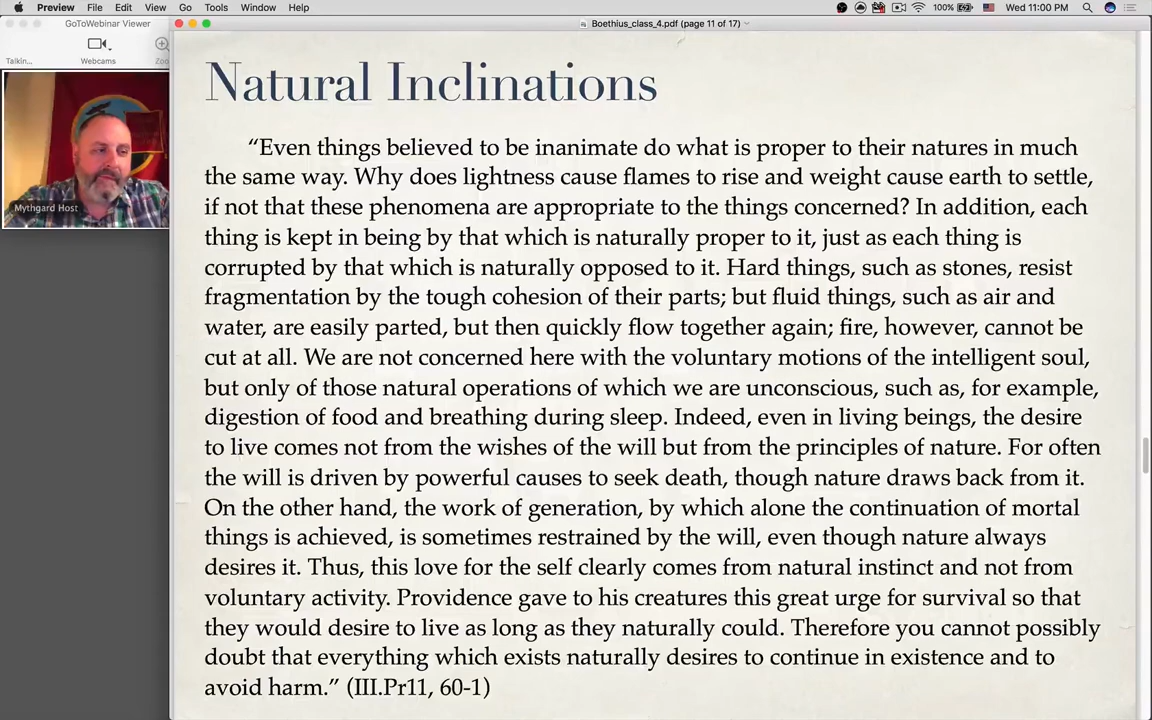 Preview File Edit View Go Tools Window Help 100% Wed 11:00 PM
GoToWebinar Viewer
Boethius_class_4.pdf (page 11 of 17)
Talkin... Webcams Zoo
Mythgard Host
Natural Inclinations
“Even things believed to be inanimate do what is proper to their natures in much
the same way. Why does lightness cause flames to rise and weight cause earth to settle,
if not that these phenomena are appropriate to the things concerned? In addition, each
thing is kept in being by that which is naturally proper to it, just as each thing is
corrupted by that which is naturally opposed to it. Hard things, such as stones, resist
fragmentation by the tough cohesion of their parts; but fluid things, such as air and
water, are easily parted, but then quickly flow together again; fire, however, cannot be
cut at all. We are not concerned here with the voluntary motions of the intelligent soul,
but only of those natural operations of which we are unconscious, such as, for example,
digestion of food and breathing during sleep. Indeed, even in living beings, the desire
to live comes not from the wishes of the will but from the principles of nature. For often
the will is driven by powerful causes to seek death, though nature draws back from it.
On the other hand, the work of generation, by which alone the continuation of mortal
things is achieved, is sometimes restrained by the will, even though nature always
desires it. Thus, this love for the self clearly comes from natural instinct and not from
voluntary activity. Providence gave to his creatures this great urge for survival so that
they would desire to live as long as they naturally could. Therefore you cannot possibly
doubt that everything which exists naturally desires to continue in existence and to
avoid harm.” (III.Pr11, 60-1)